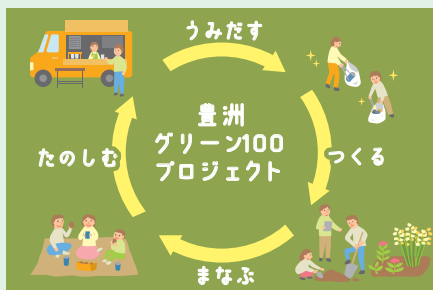 うみだす
豊洲
グリーン100
プロジェクト
つくる
まなぶ
たのしむ